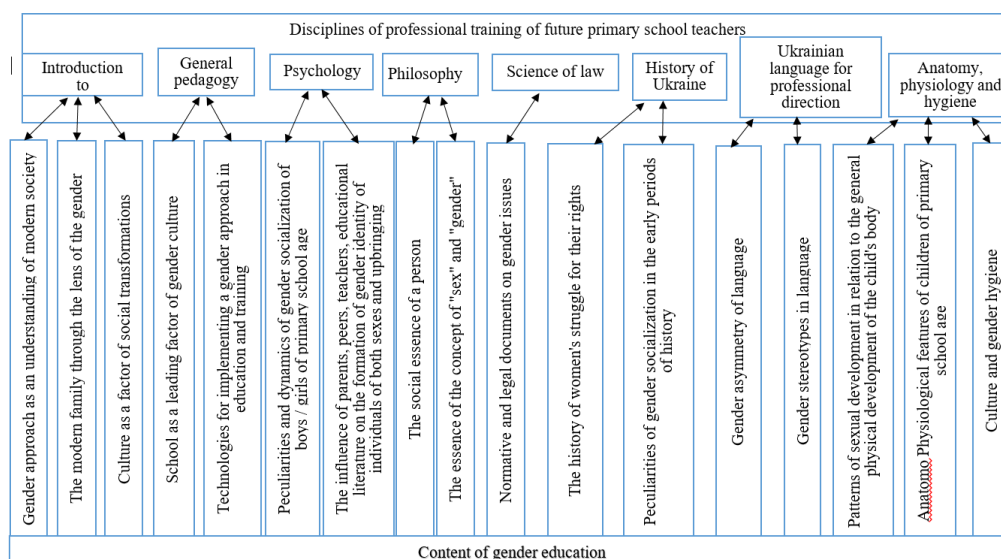 Disciplines of professional training of future primary school teachers
Introduction
to
General
pedagogy
Psychology
Philosophy
Science of law
History of
Ukraine
Ukrainian
language for
professional
direction
Anatomy,
physiology and
hygiene
Gender approach as an understanding of modern society
The modern family through the lens of the gender
Culture as a factor of social transformations
School as a leading factor of gender culture
Technologies for implementing a gender approach in
education and training
Peculiarities and dynamics of gender socialization of
boys / girls of primary school age
The influence of parents, peers, teachers, educational
literature on the formation of gender identity of
individuals of both sexes and upbringing
The social essence of a person
The essence of the concept of "sex" and "gender"
Normative and legal documents on gender issues
The history of women's struggle for their rights
Peculiarities of gender socialization in the early periods
of history
Gender asymmetry of language
Gender stereotypes in language
Patterns of sexual development in relation to the general
physical development of the child's body
Anatomo Physiological features of children of primary
school age
Culture and gender hygiene
Content of gender education